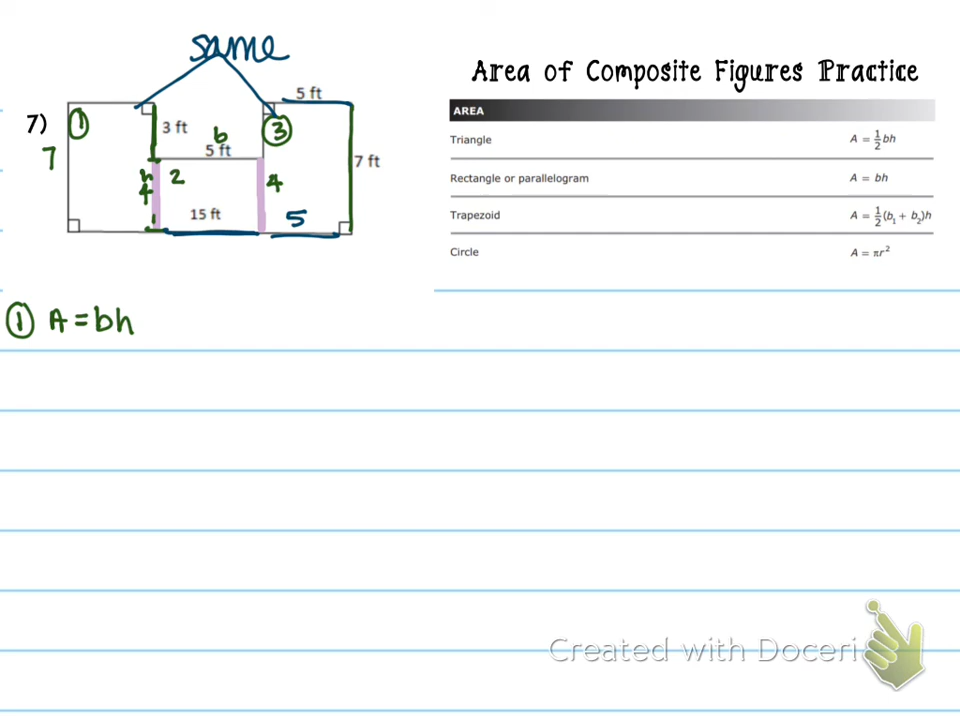 same
Area of Composite Figures Practice
5 ft
AREA
7)
1
3 ft
b
3
Triangle A = 1/2 bh
7
5 ft
7 ft
h
4
2
4
Rectangle or parallelogram A = bh
15 ft
5
Trapezoid A = 1/2 (b₁ + b₂)h
Circle A = πr²
① A = bh
Created with Doceri